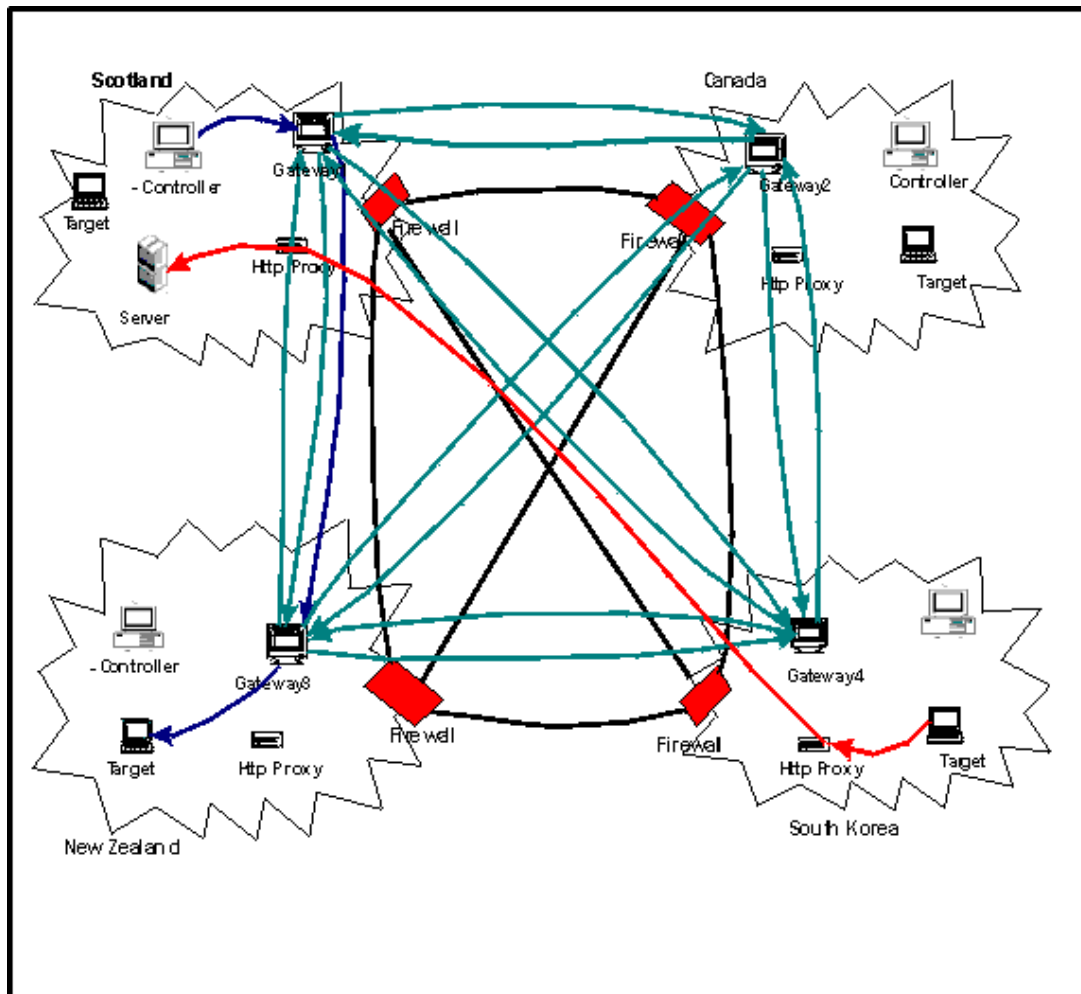 Scotland
Canada
Gateway
- Controller
Gateway2
Controller
Target
Firewall
Firewall
Http Proxy
Http Proxy
Target
Server
- Controller
Gateway3
Gateway4
Firewall
Firewall
Target
Http Proxy
Http Proxy
Target
New Zealand
South Korea